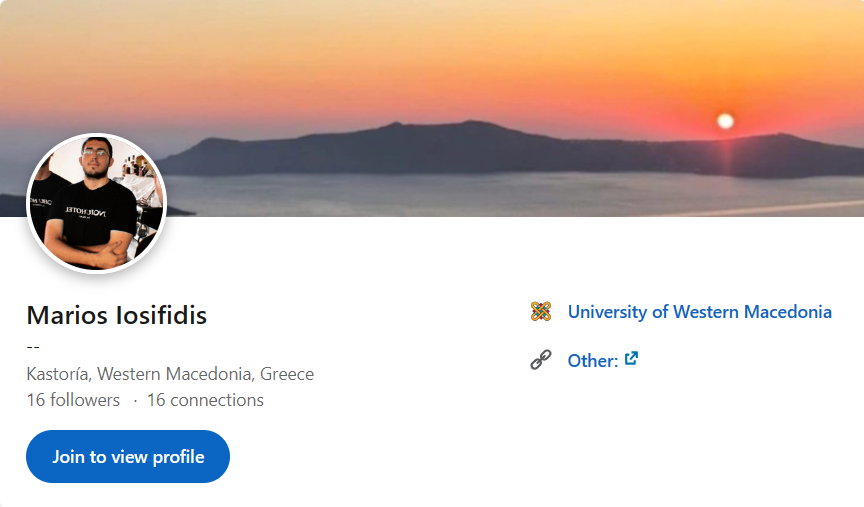 Marios Iosifidis
--
Kastoría, Western Macedonia, Greece
16 followers · 16 connections
Join to view profile
University of Western Macedonia
Other: